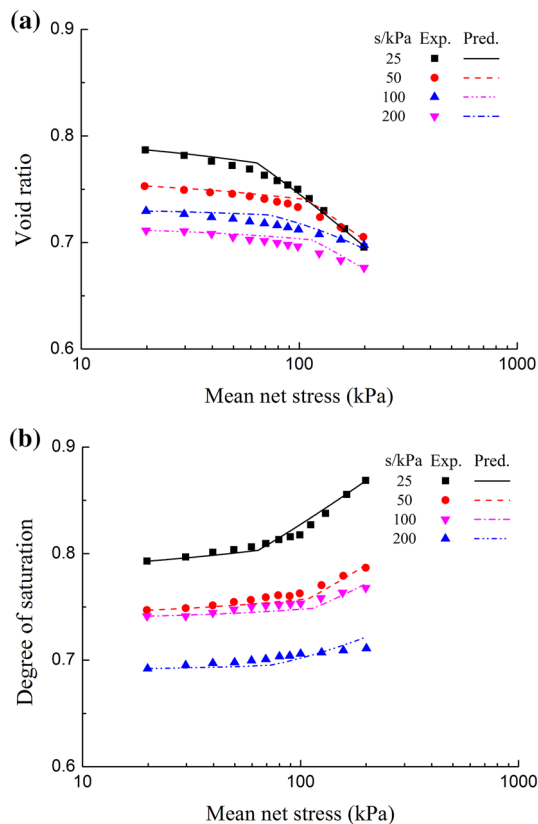 (a)
0.9
0.8
0.7
0.6
Void ratio
s/kPa Exp. Pred.
25
50
100
200
10 100 1000
Mean net stress (kPa)
(b)
0.9
0.8
0.7
0.6
Degree of saturation
s/kPa Exp. Pred.
25
50
100
200
10 100 1000
Mean net stress (kPa)